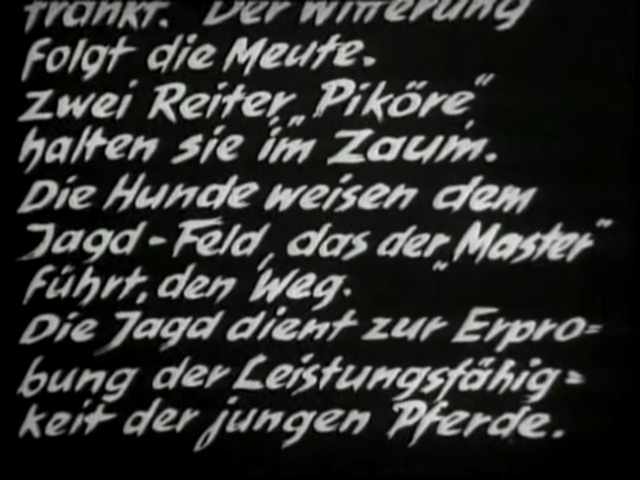 tränkt. Der Witterung
folgt die Meute.
Zwei Reiter, „Piköre“,
halten sie im Zaum.
Die Hunde weisen dem
Jagd-Feld, das der „Master“
führt, den Weg.
Die Jagd dient zur Erpro=
bung der Leistungsfähig=
keit der jungen Pferde.